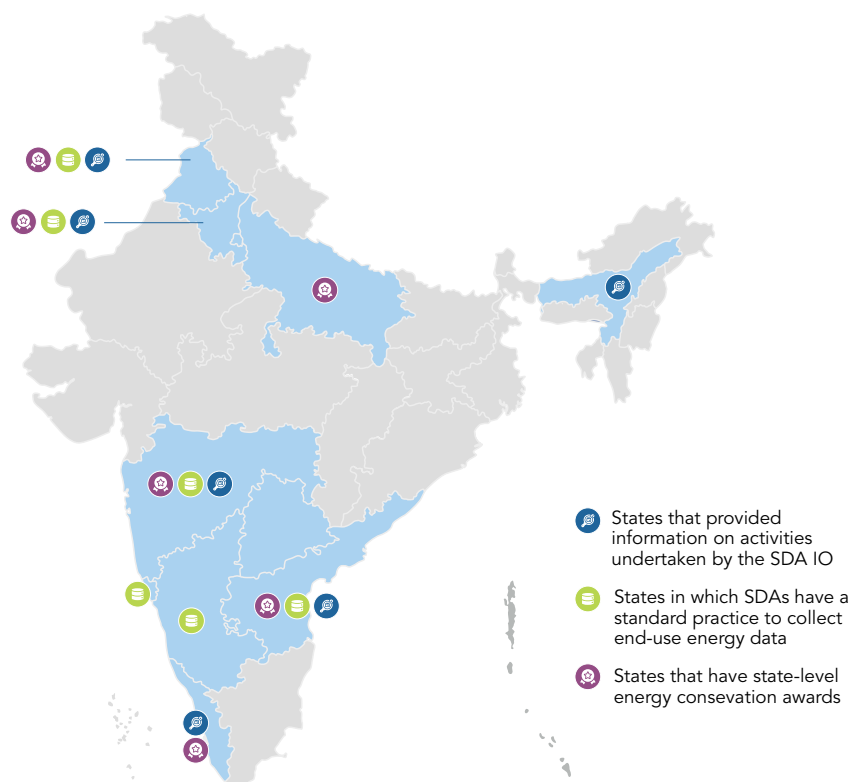 States that provided
information on activities
undertaken by the SDA IO
States in which SDAs have a
standard practice to collect
end-use energy data
States that have state-level
energy consevation awards